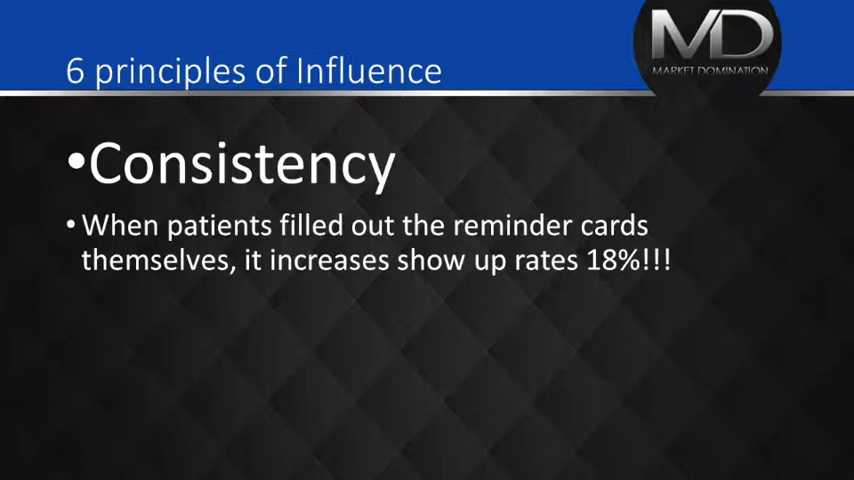 MD
MARKET DOMINATION
6 principles of Influence
•Consistency
• When patients filled out the reminder cards
themselves, it increases show up rates 18%!!!